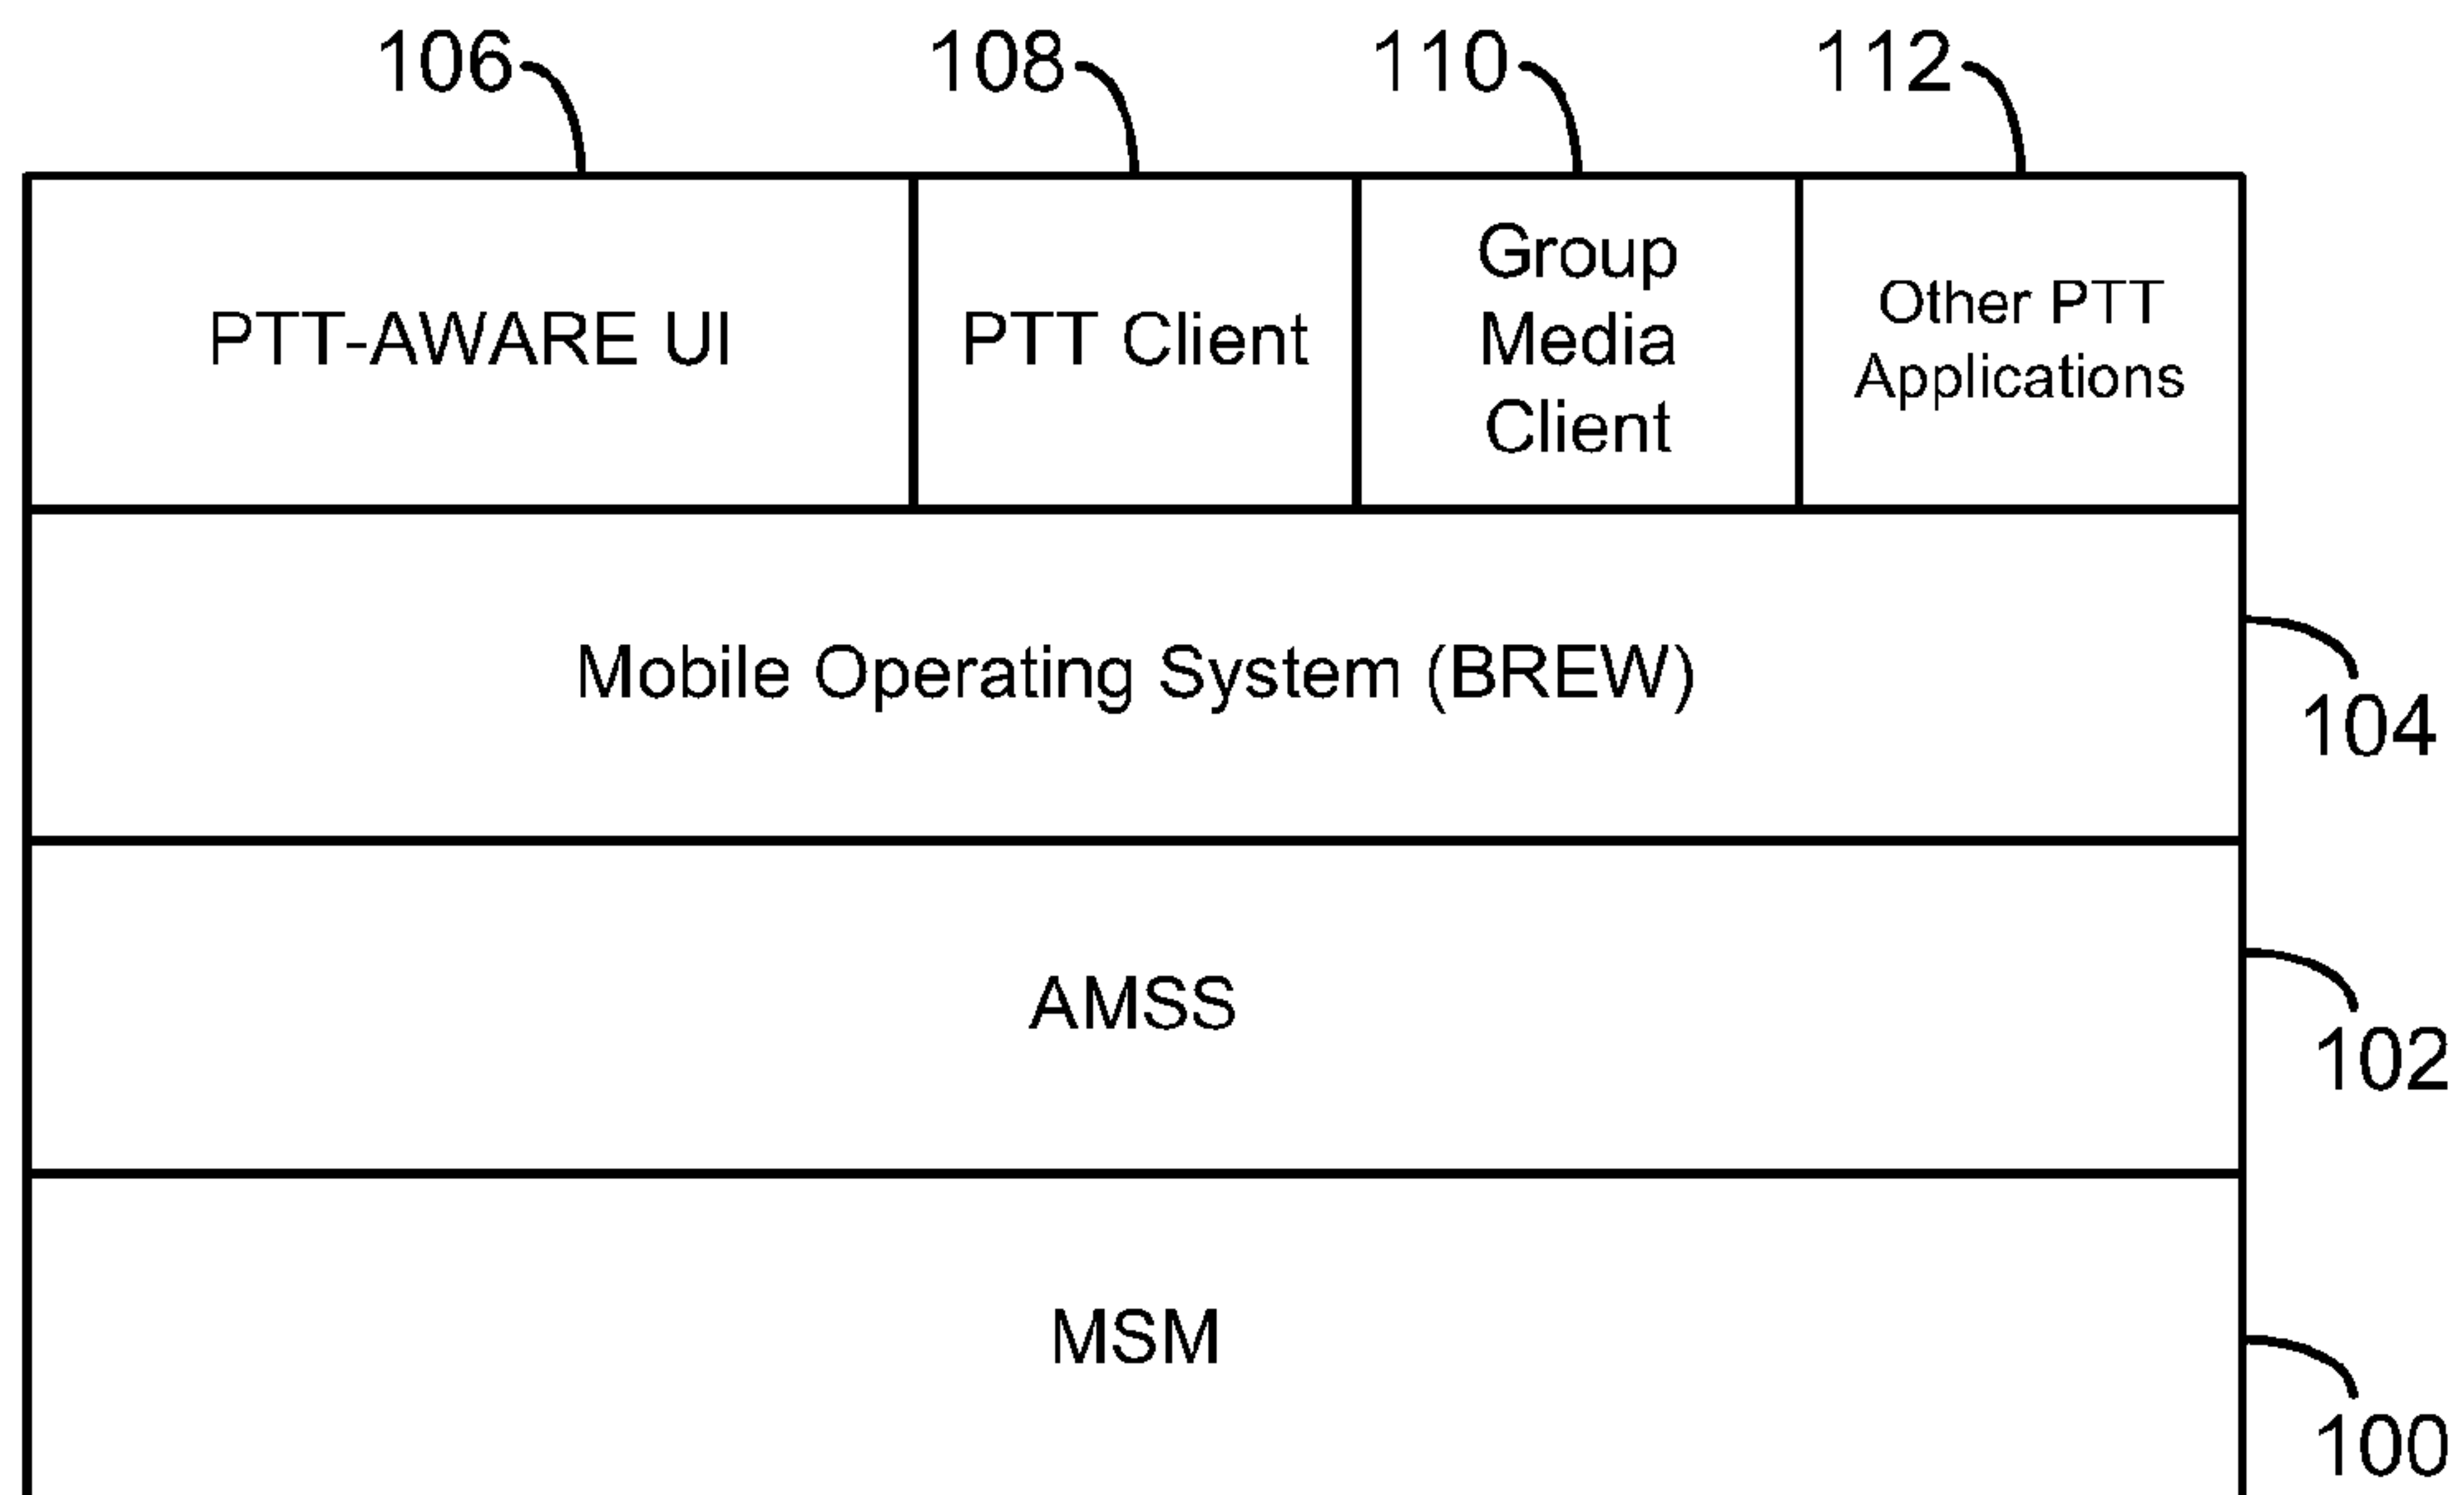 106
108
110
112
PTT-AWARE UI
PTT Client
Group
Media
Client
Other PTT
Applications
Mobile Operating System (BREW)
104
AMSS
102
MSM
100